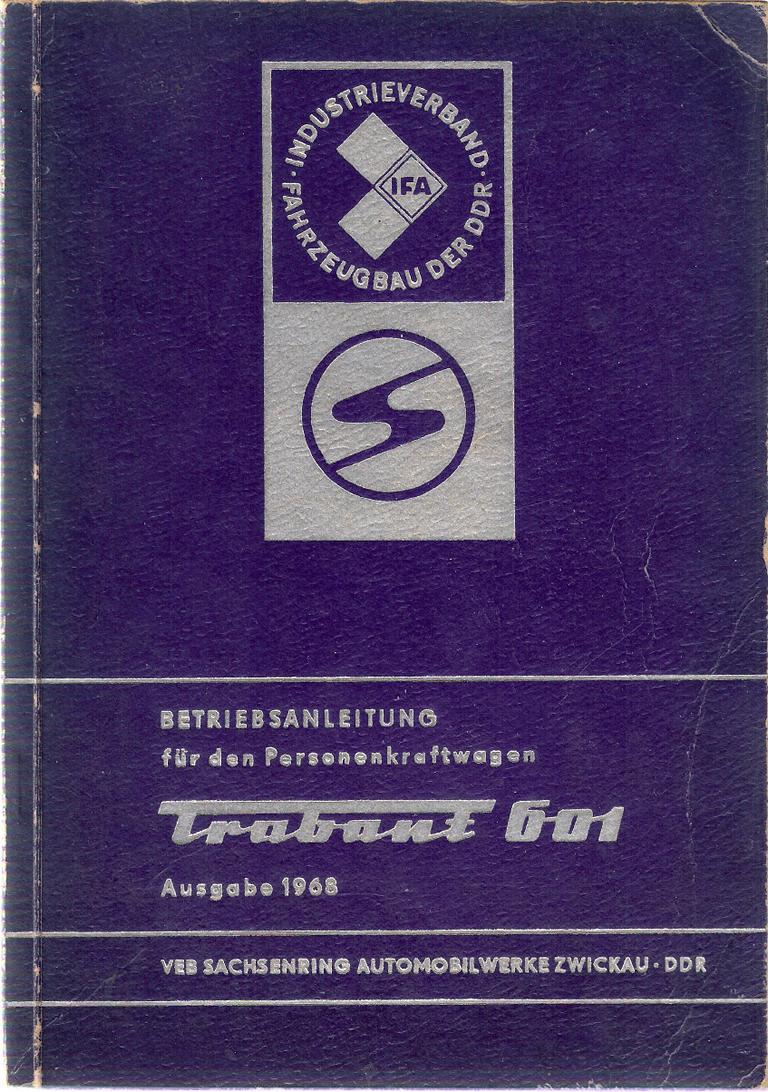 · INDUSTRIEVERBAND ·
FAHRZEUGBAU DER DDR
IFA
BETRIEBSANLEITUNG
für den Personenkraftwagen
Trabant 601
Ausgabe 1968
VEB SACHSENRING AUTOMOBILWERKE ZWICKAU · DDR